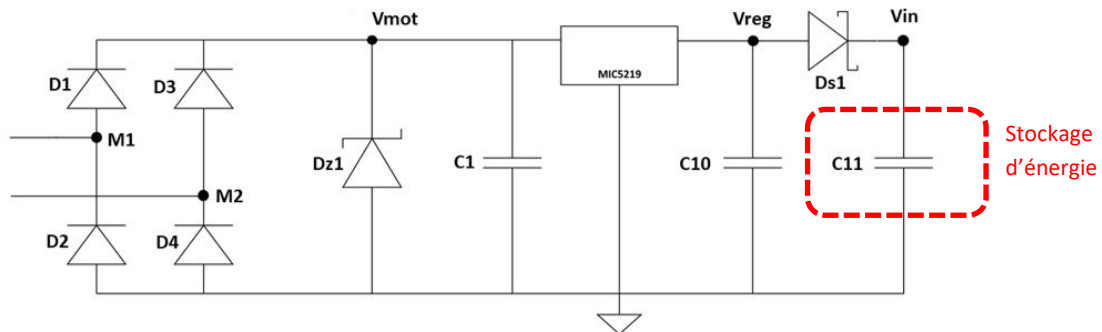 Vmot
Vreg
Vin
D1
D3
MIC5219
Ds1
M1
Dz1
C1
C10
C11
Stockage
d’énergie
M2
D2
D4